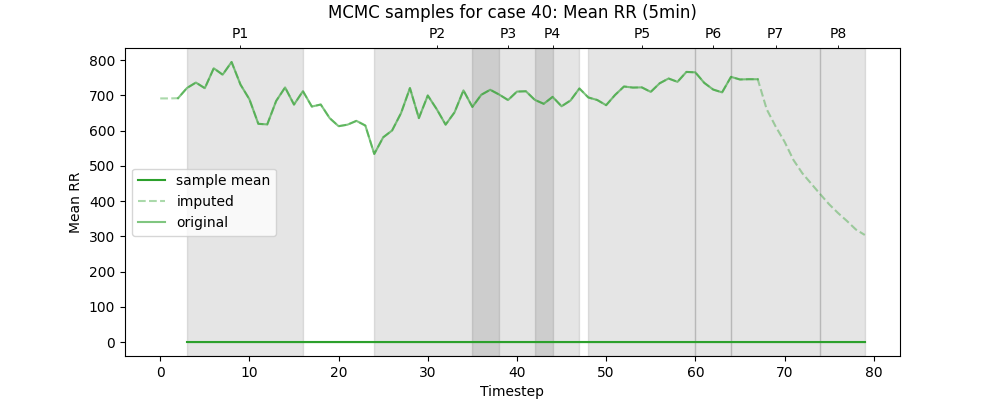 MCMC samples for case 40: Mean RR (5min)
P1 P2 P3 P4 P5 P6 P7 P8
800
700
600
500
400
300
200
100
0
Mean RR
sample mean
imputed
original
0 10 20 30 40 50 60 70 80
Timestep